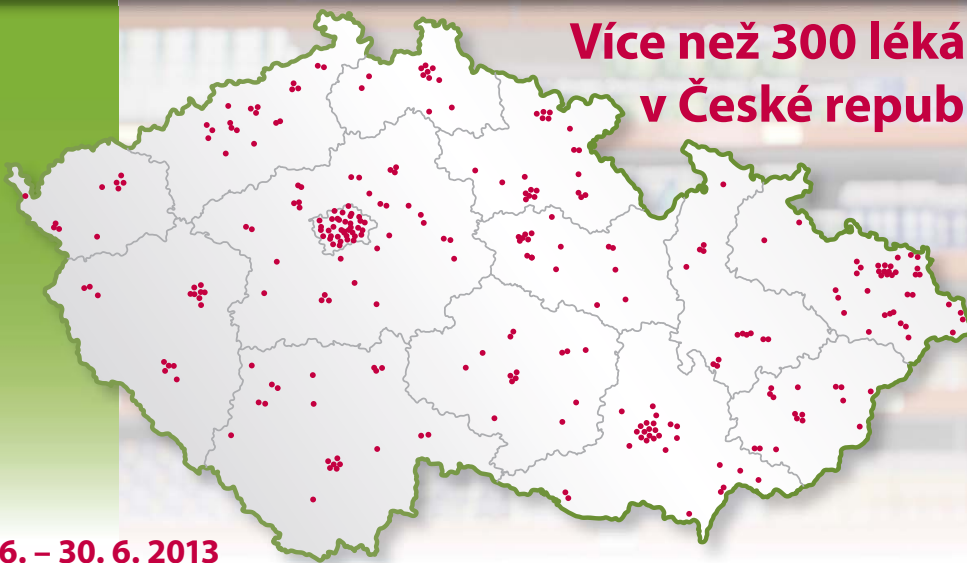 Více než 300 léká
v České repub
6. – 30. 6. 2013